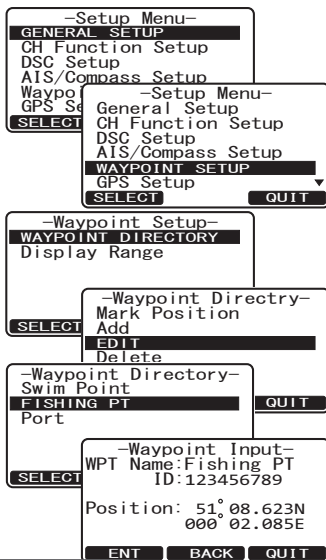 –Setup Menu–
GENERAL SETUP
CH Function Setup
DSC Setup
AIS/Compass Setup
Waypoi
GPS Se
SELECT
–Setup Menu–
General Setup
CH Function Setup
DSC Setup
AIS/Compass Setup
WAYPOINT SETUP
GPS Setup ▼
SELECT QUIT
–Waypoint Setup–
WAYPOINT DIRECTORY
Display Range
SELECT
–Waypoint Directry–
Mark Position
Add
EDIT
Delete
QUIT
–Waypoint Directory–
Swim Point
FISHING PT
Port
SELECT
–Waypoint Input–
WPT Name:Fishing PT
ID:123456789
Position: 51°08.623N
000°02.085E
ENT BACK QUIT